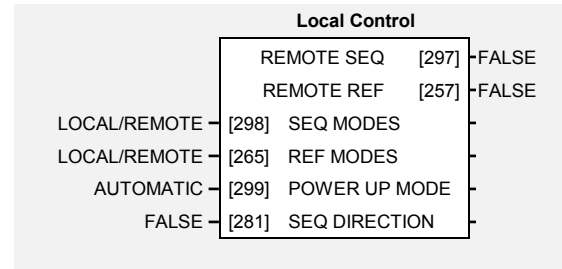 Local Control
REMOTE SEQ [297] FALSE
REMOTE REF [257] FALSE
LOCAL/REMOTE [298] SEQ MODES
LOCAL/REMOTE [265] REF MODES
AUTOMATIC [299] POWER UP MODE
FALSE [281] SEQ DIRECTION